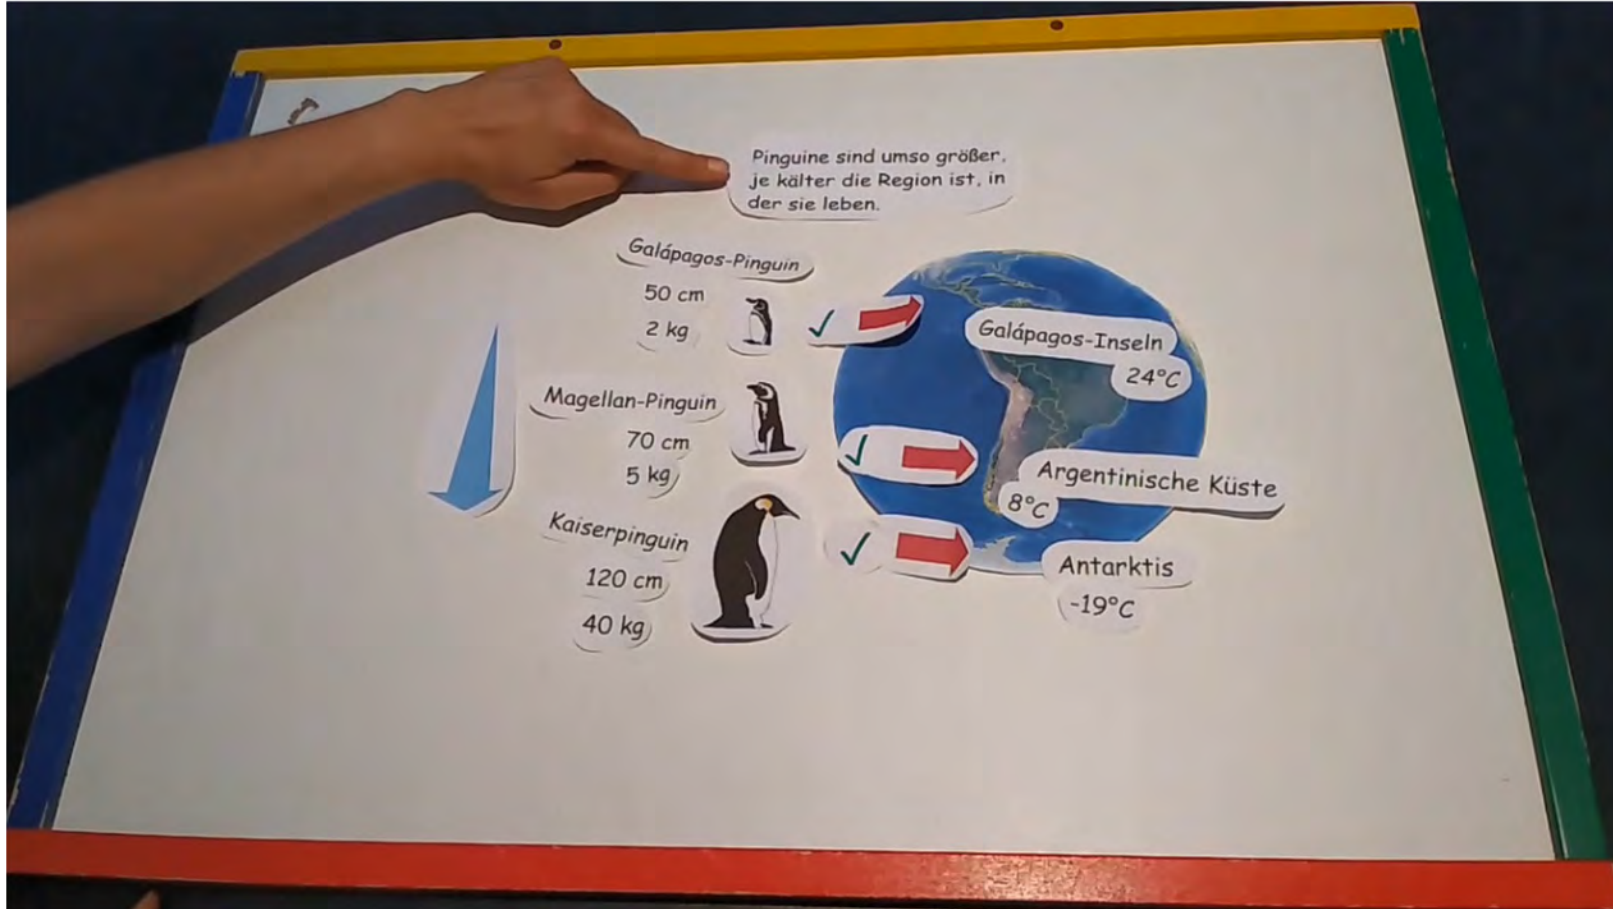 Pinguine sind umso größer,
je kälter die Region ist, in
der sie leben.
Galápagos-Pinguin
50 cm
2 kg
Galápagos-Inseln
24°C
Magellan-Pinguin
70 cm
5 kg
Argentinische Küste
8°C
Kaiserpinguin
120 cm
40 kg
Antarktis
-19°C